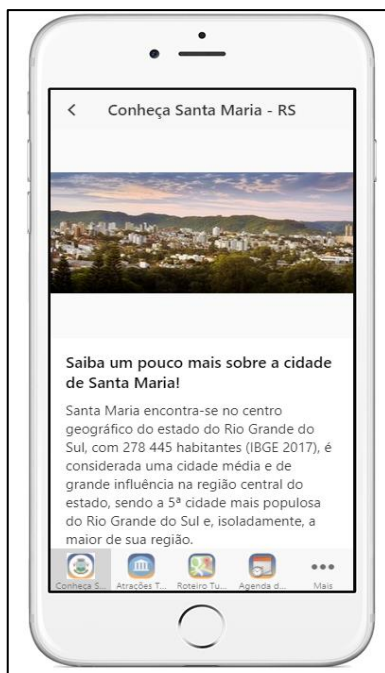 Conheça Santa Maria - RS
Saiba um pouco mais sobre a cidade
de Santa Maria!
Santa Maria encontra-se no centro
geográfico do estado do Rio Grande do
Sul, com 278 445 habitantes (IBGE 2017), é
considerada uma cidade média e de
grande influência na região central do
estado, sendo a 5ª cidade mais populosa
do Rio Grande do Sul e, isoladamente, a
maior de sua região.
Conheça S... Atrações T... Roteiro Tu... Agenda d... Mais